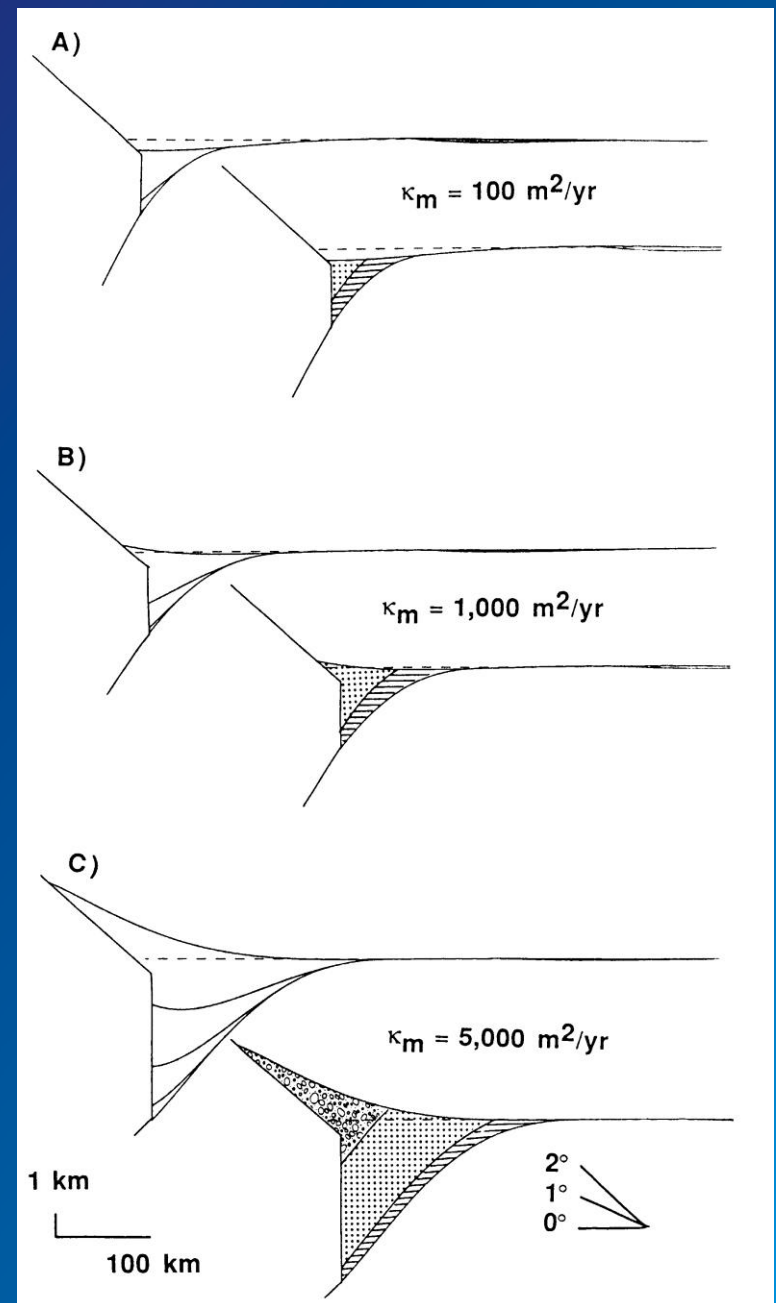 A)
κm = 100 m²/yr
B)
κm = 1,000 m²/yr
C)
κm = 5,000 m²/yr
1 km
100 km
2°
1°
0°